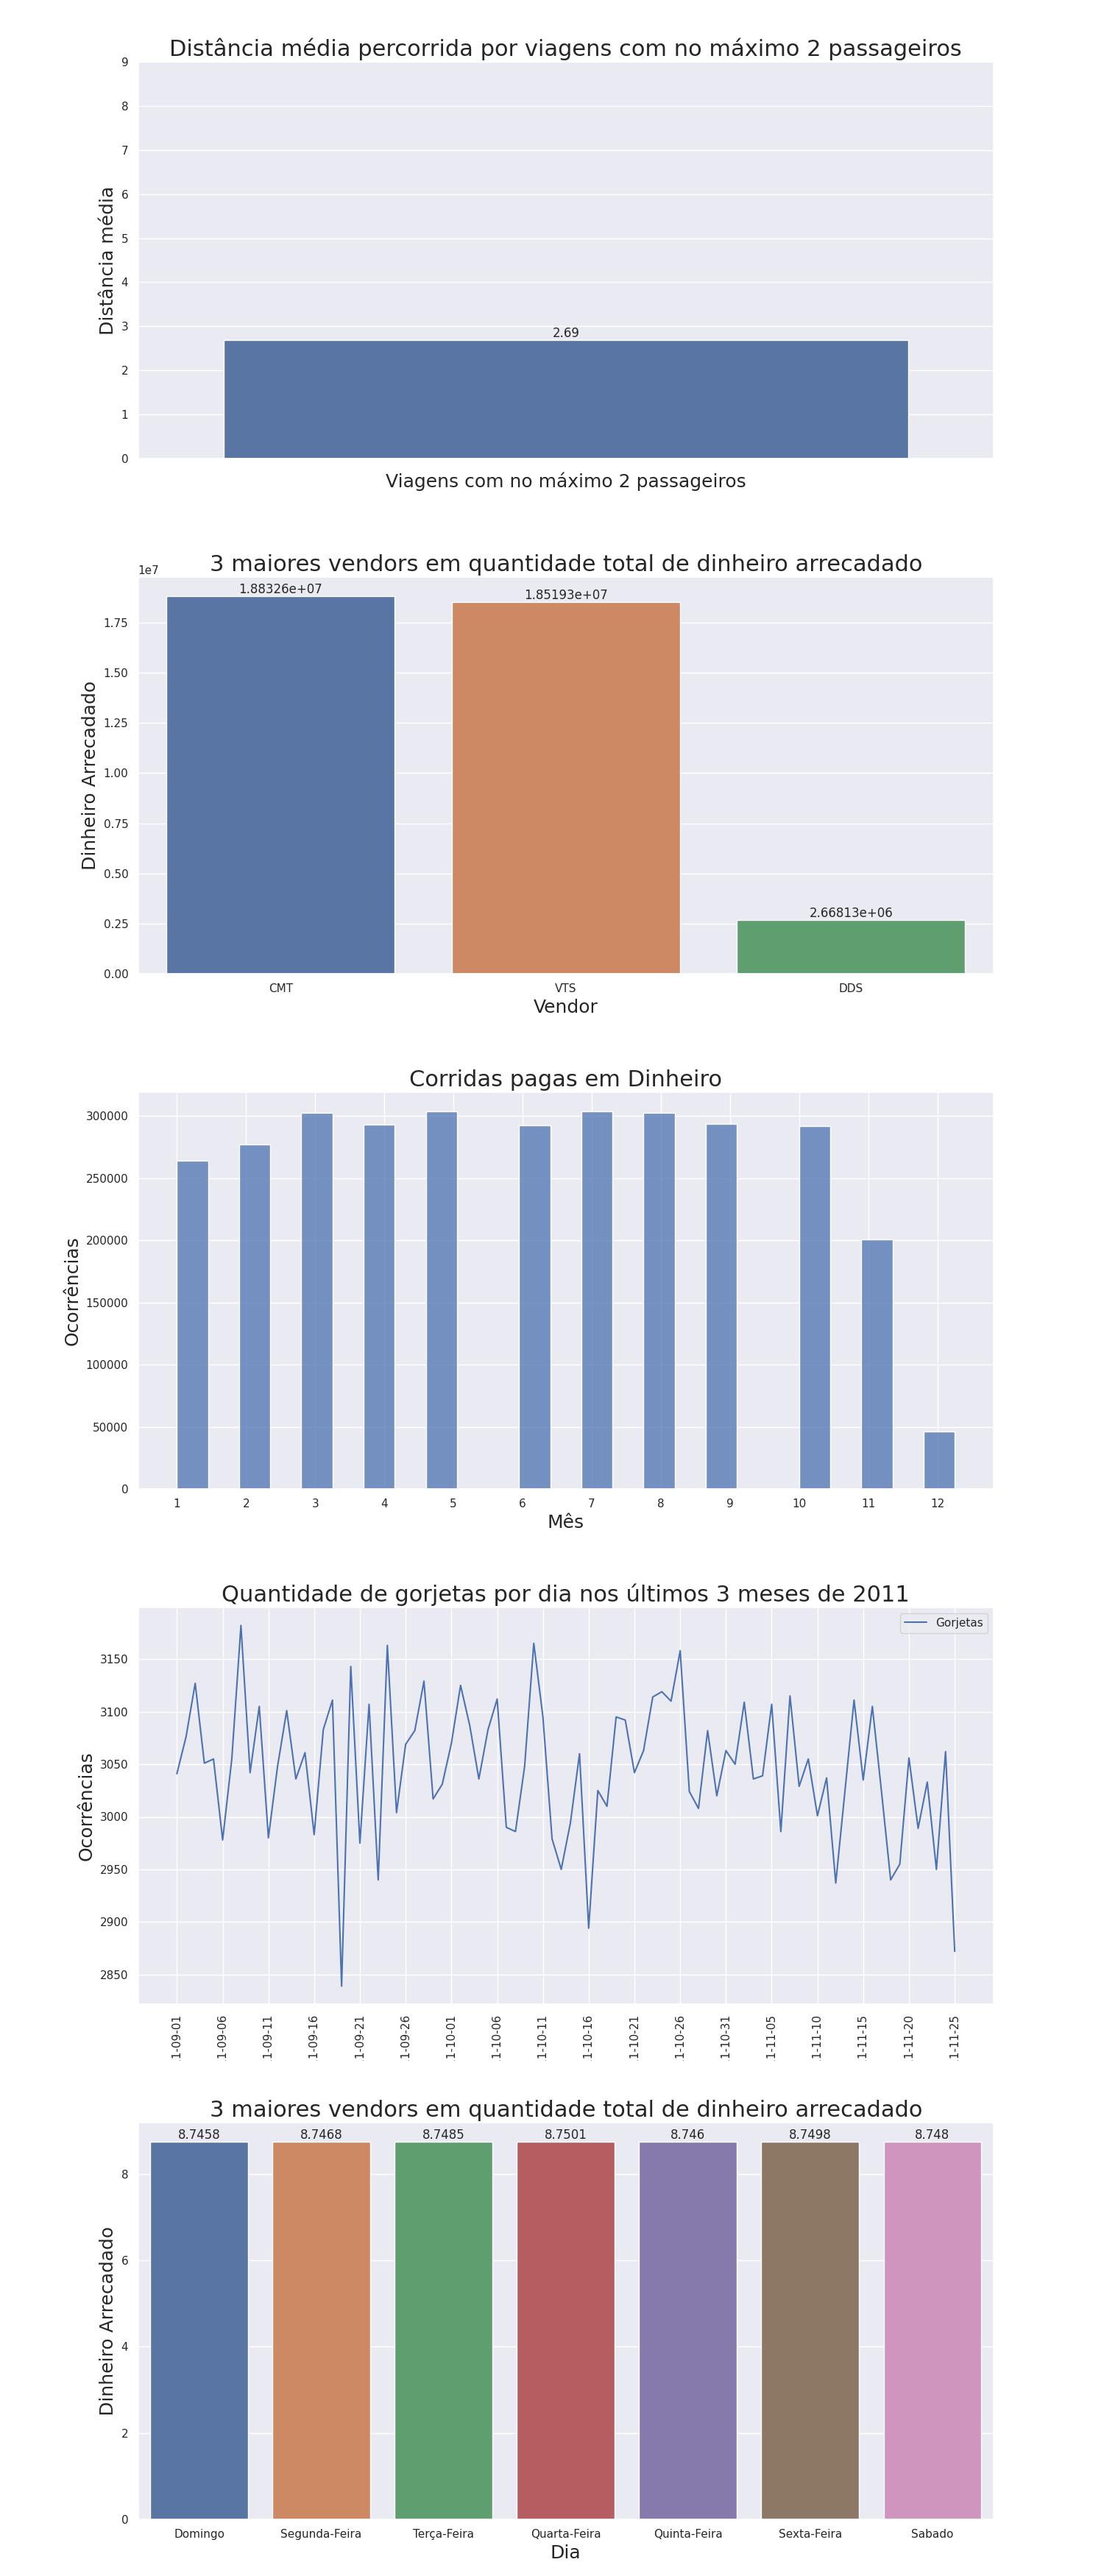 Distância média percorrida por viagens com no máximo 2 passageiros
9
8
7
6
5
4
3
2
1
0
Distância média
2.69
Viagens com no máximo 2 passageiros
3 maiores vendors em quantidade total de dinheiro arrecadado
1e7
1.75
1.50
1.25
1.00
0.75
0.50
0.25
0.00
Dinheiro Arrecadado
1.88326e+07
1.85193e+07
2.66813e+06
CMT VTS DDS
Vendor
Corridas pagas em Dinheiro
300000
250000
200000
150000
100000
50000
0
Ocorrências
1 2 3 4 5 6 7 8 9 10 11 12
Mês
Quantidade de gorjetas por dia nos últimos 3 meses de 2011
Gorjetas
3150
3100
3050
3000
2950
2900
2850
Ocorrências
1-09-01
1-09-06
1-09-11
1-09-16
1-09-21
1-09-26
1-10-01
1-10-06
1-10-11
1-10-16
1-10-21
1-10-26
1-10-31
1-11-05
1-11-10
1-11-15
1-11-20
1-11-25
3 maiores vendors em quantidade total de dinheiro arrecadado
8.7458 8.7468 8.7485 8.7501 8.746 8.7498 8.748
8
6
4
2
0
Dinheiro Arrecadado
Domingo Segunda-Feira Terça-Feira Quarta-Feira Quinta-Feira Sexta-Feira Sabado
Dia